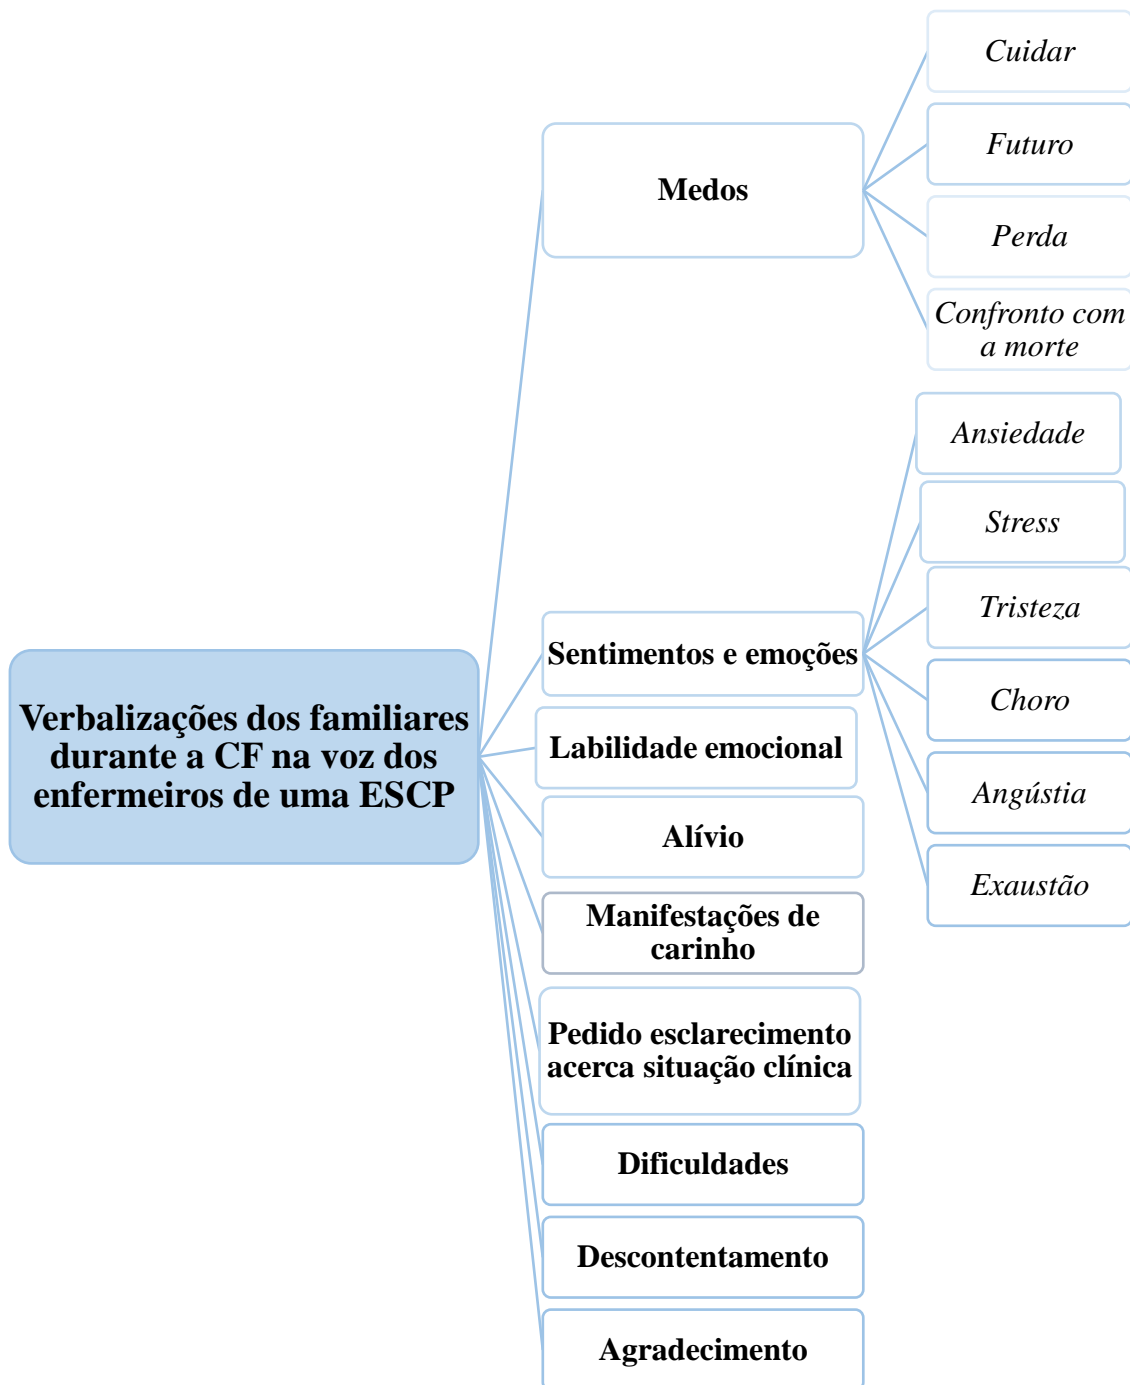 Verbalizações dos familiares
durante a CF na voz dos
enfermeiros de uma ESCP
Medos
Cuidar
Futuro
Perda
Confronto com
a morte
Sentimentos e emoções
Ansiedade
Stress
Tristeza
Choro
Angústia
Exaustão
Labilidade emocional
Alívio
Manifestações de
carinho
Pedido esclarecimento
acerca situação clínica
Dificuldades
Descontentamento
Agradecimento